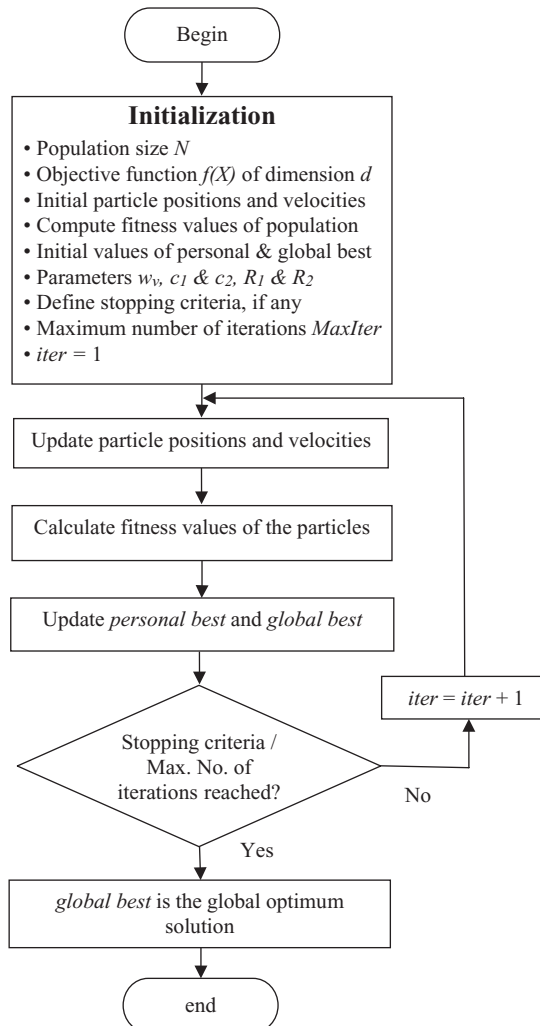 Begin
Initialization
• Population size N
• Objective function f(X) of dimension d
• Initial particle positions and velocities
• Compute fitness values of population
• Initial values of personal & global best
• Parameters wv, c1 & c2, R1 & R2
• Define stopping criteria, if any
• Maximum number of iterations MaxIter
• iter = 1
Update particle positions and velocities
Calculate fitness values of the particles
Update personal best and global best
iter = iter + 1
Stopping criteria /
Max. No. of
iterations reached?
No
Yes
global best is the global optimum
solution
end